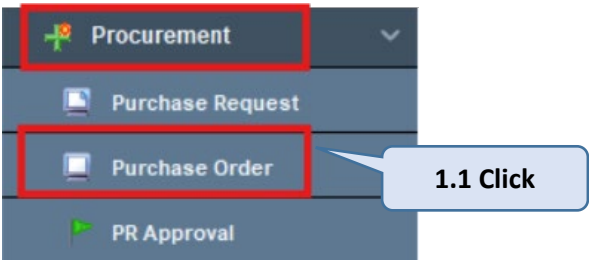 Procurement
Purchase Request
Purchase Order
1.1 Click
PR Approval